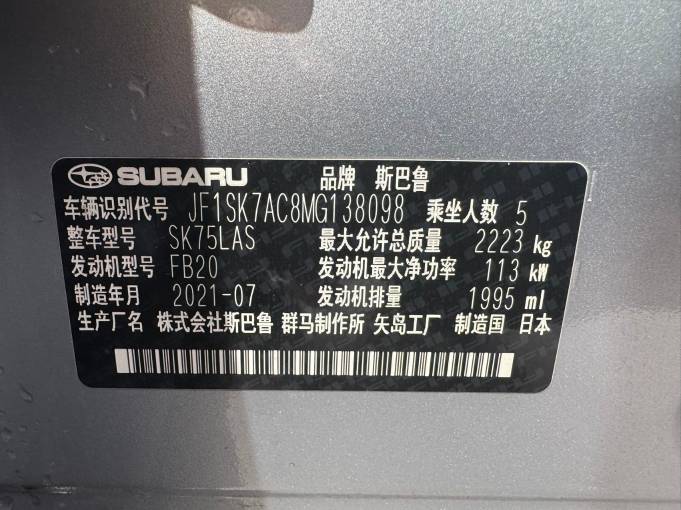 SUBARU 品牌 斯巴鲁
车辆识别代号 JF1SK7AC8MG138098 乘坐人数 5
整车型号 SK75LAS 最大允许总质量 2223 kg
发动机型号 FB20 发动机最大净功率 113 kW
制造年月 2021-07 发动机排量 1995 ml
生产厂名 株式会社斯巴鲁 群马制作所 矢岛工厂 制造国 日本